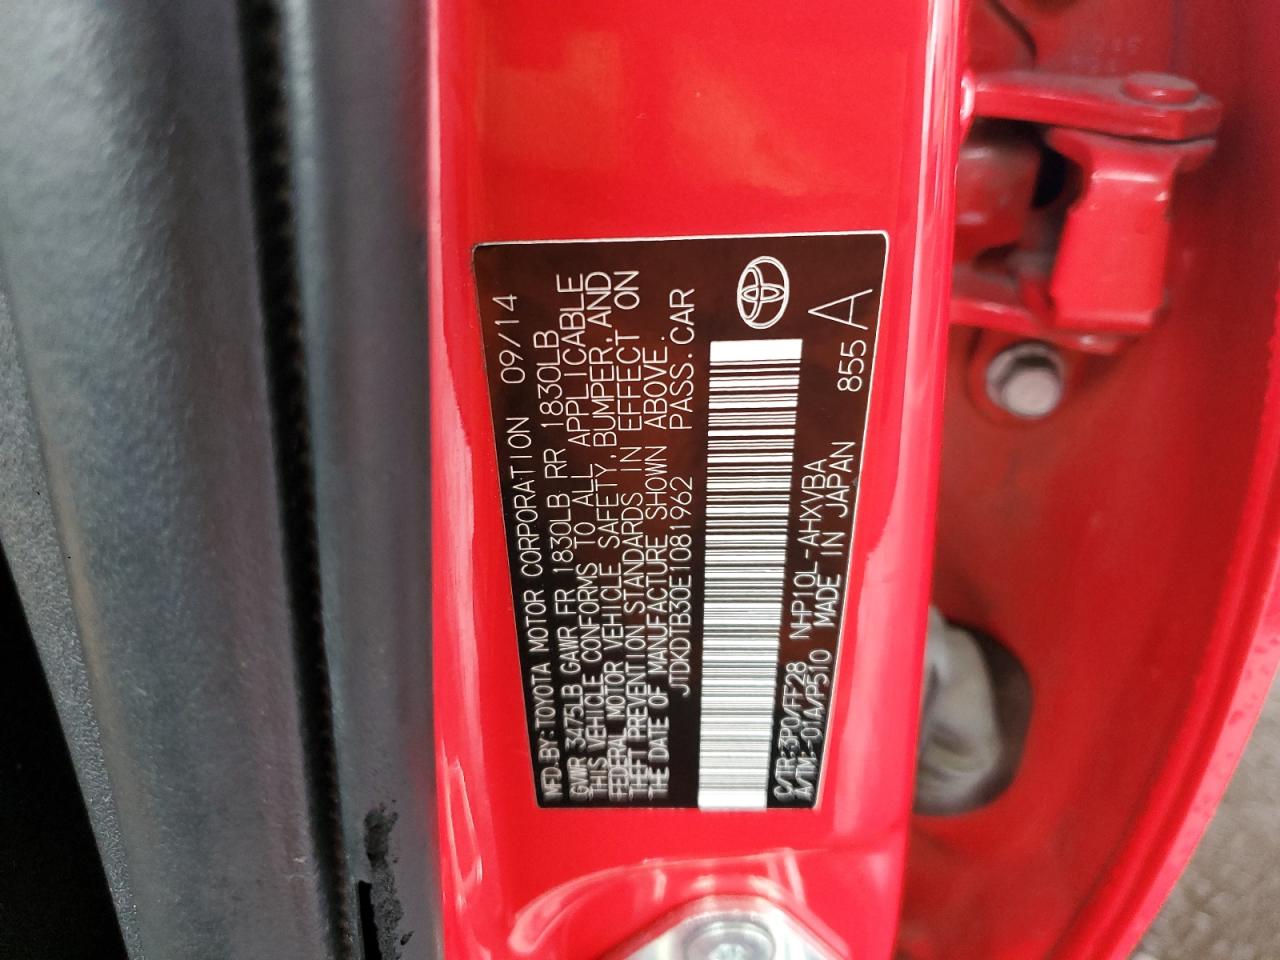 MFD.BY:TOYOTA MOTOR CORPORATION 09/14
GVWR 3475LB GAWR FR 1830LB RR 1830LB
THIS VEHICLE CONFORMS TO ALL APPLICABLE
FEDERAL MOTOR VEHICLE SAFETY, BUMPER, AND
THEFT PREVENTION STANDARDS IN EFFECT ON
THE DATE OF MANUFACTURE SHOWN ABOVE.
JTDKDTB30E1081962 PASS.CAR
C/TR:3P0/FF28 NHP10L-AHXVBA 855A
A/TM:-01A/P510 MADE IN JAPAN